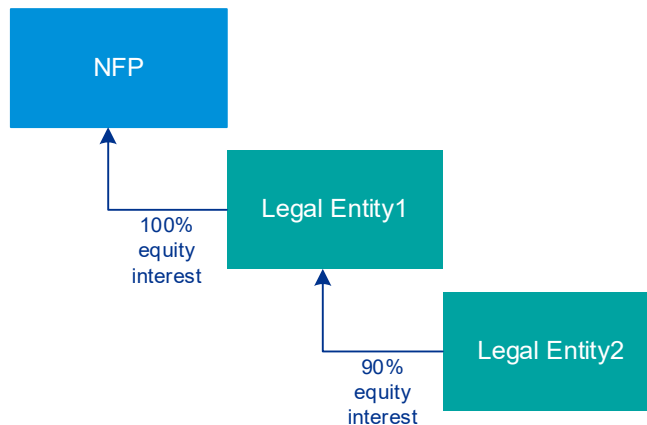 NFP
Legal Entity1
100%
equity
interest
Legal Entity2
90%
equity
interest